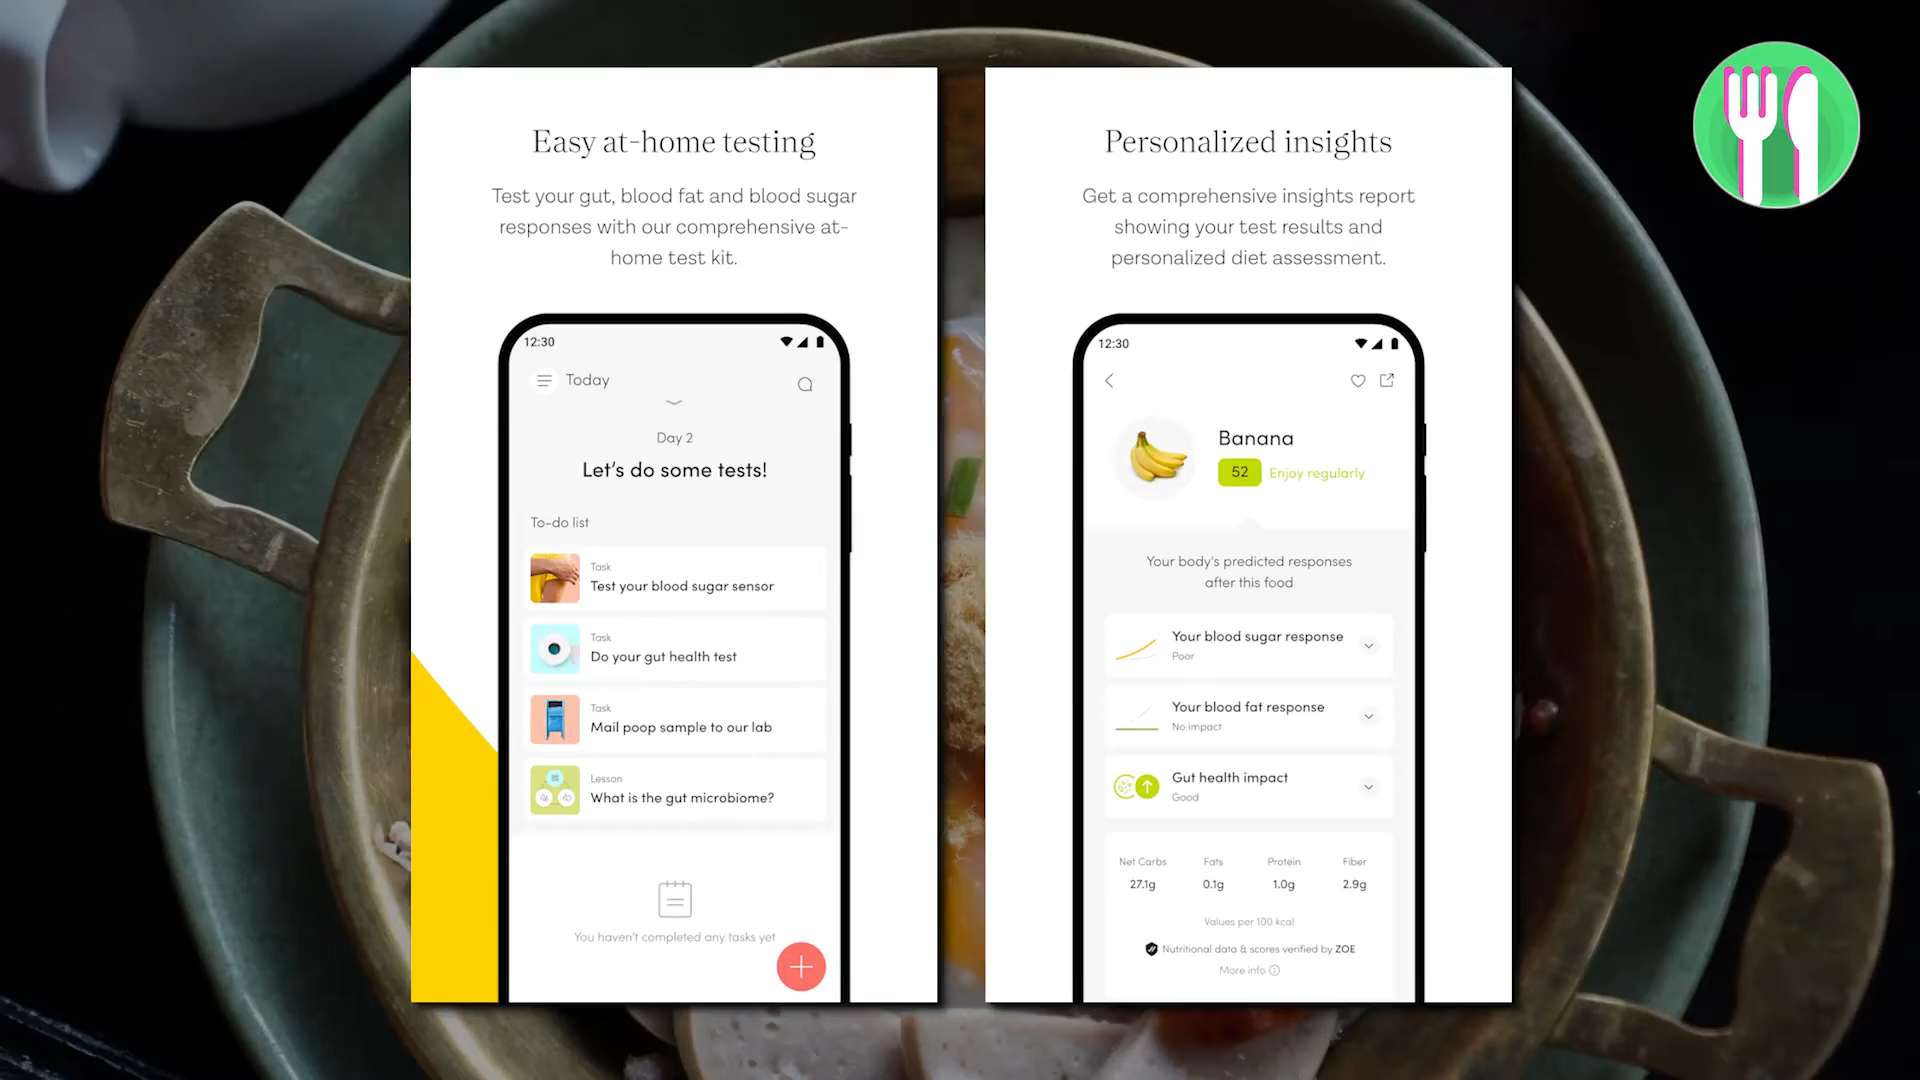 Easy at-home testing
Test your gut, blood fat and blood sugar
responses with our comprehensive at-
home test kit.
12:30
Today
Day 2
Let's do some tests!
To-do list
Task
Test your blood sugar sensor
Task
Do your gut health test
Task
Mail poop sample to our lab
Lesson
What is the gut microbiome?
You haven't completed any tasks yet
Personalized insights
Get a comprehensive insights report
showing your test results and
personalized diet assessment.
12:30
Banana
52 Enjoy regularly
Your body's predicted responses
after this food
Your blood sugar response
Poor
Your blood fat response
No impact
Gut health impact
Good
Net Carbs Fats Protein Fiber
27.1g 0.1g 1.0g 2.9g
Values per 100 kcal
Nutritional data & scores verified by ZOE
More info